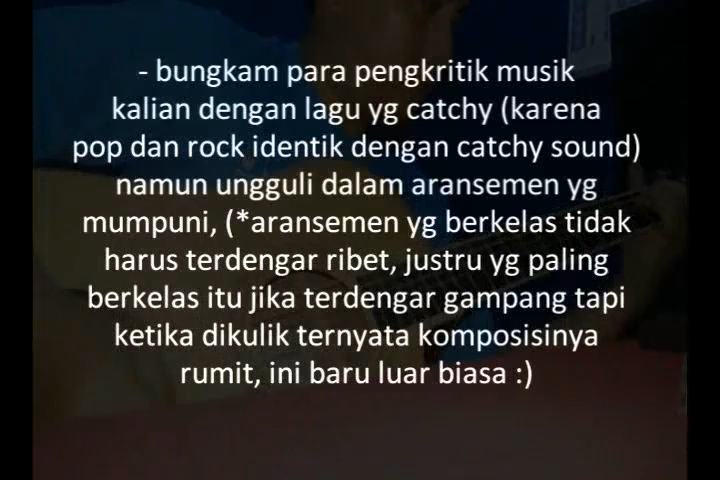 - bungkam para pengkritik musik
kalian dengan lagu yg catchy (karena
pop dan rock identik dengan catchy sound)
namun ungguli dalam aransemen yg
mumpuni, (*aransemen yg berkelas tidak
harus terdengar ribet, justru yg paling
berkelas itu jika terdengar gampang tapi
ketika dikulik ternyata komposisinya
rumit, ini baru luar biasa :)